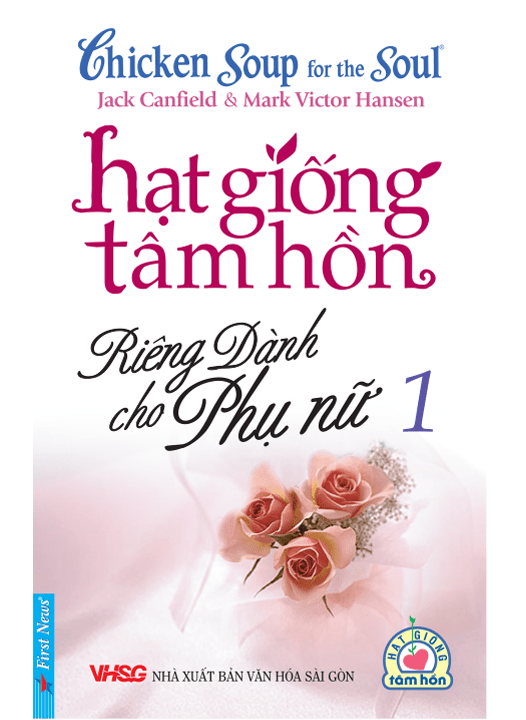 Chicken Soup for the Soul®
Jack Canfield & Mark Victor Hansen
hạt giống
tâm hồn
Riêng Dành
cho Phụ nữ 1
First News®
VHSG NHÀ XUẤT BẢN VĂN HÓA SÀI GÒN
HẠT GIỐNG
tâm hồn